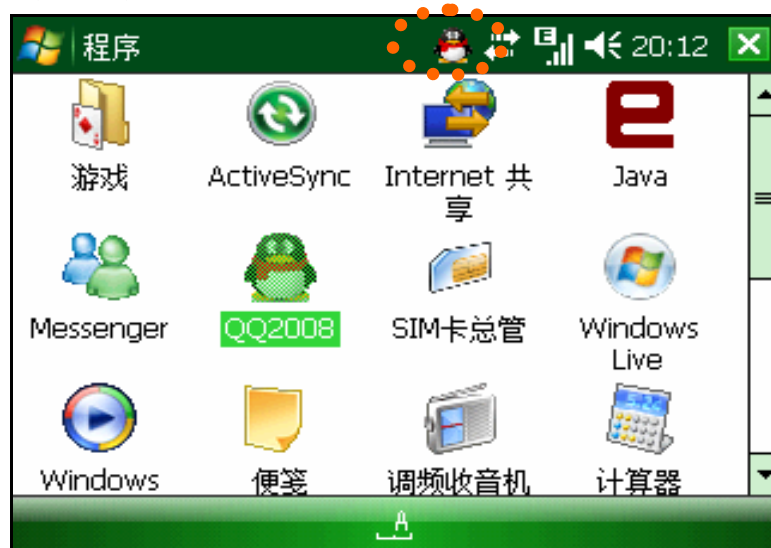 程序
E
20:12
游戏
ActiveSync
Internet 共
享
Java
Messenger
QQ2008
SIM卡总管
Windows
Live
Windows
便笺
调频收音机
计算器
A